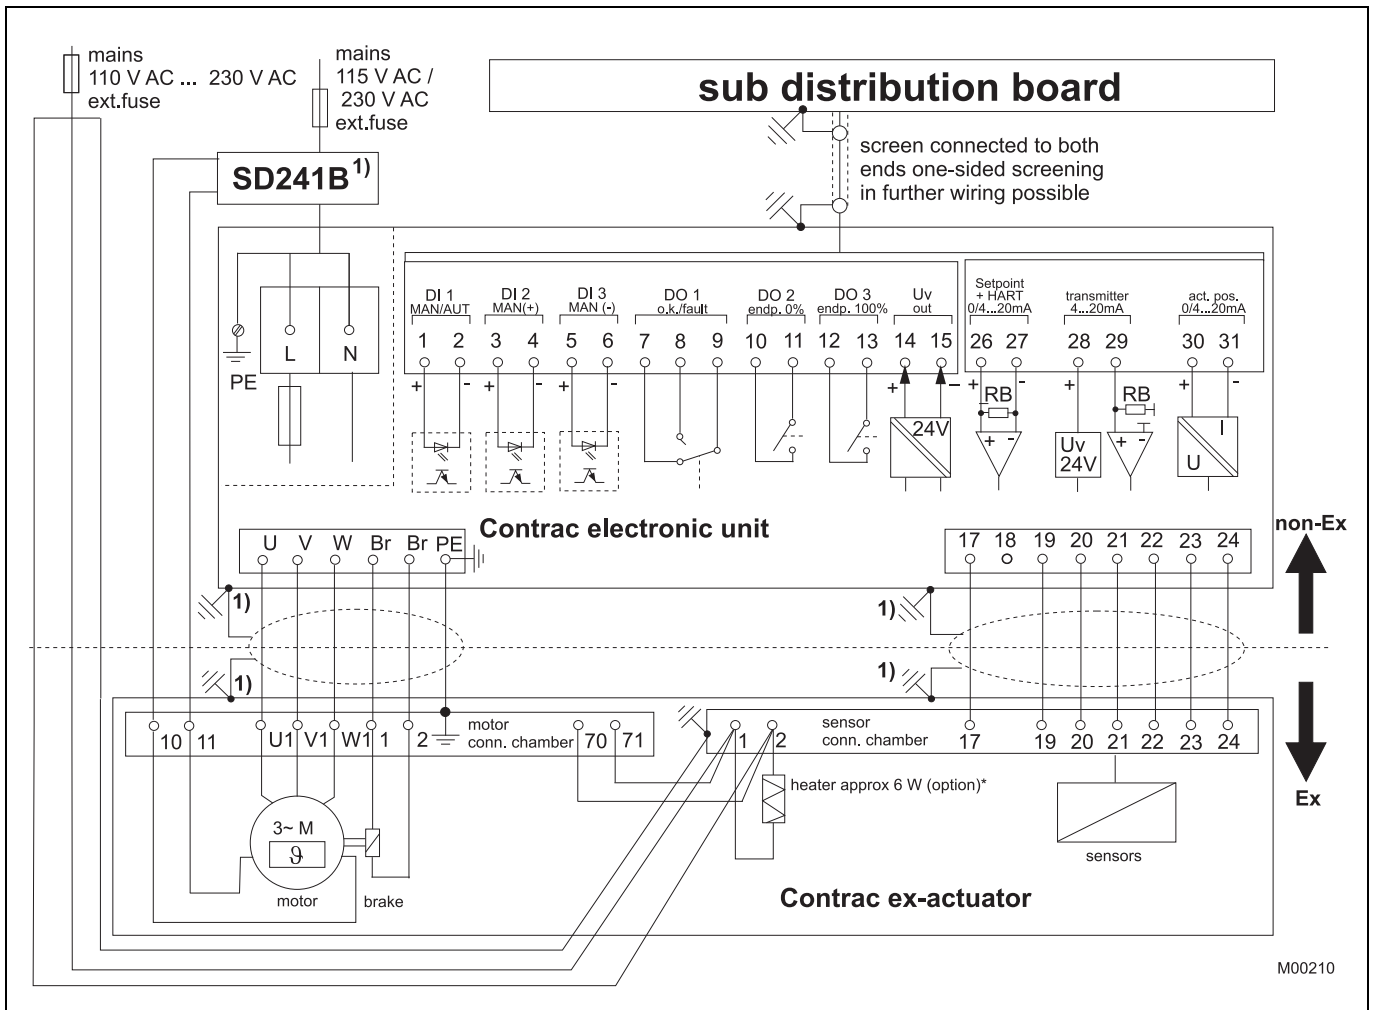 mains
110 V AC ... 230 V AC
ext.fuse
mains
115 V AC /
230 V AC
ext.fuse
sub distribution board
screen connected to both
ends one-sided screening
in further wiring possible
SD241B 1)
DI 1
MAN/AUT
DI 2
MAN(+)
DI 3
MAN (-)
DO 1
o.k./fault
DO 2
endp. 0%
DO 3
endp. 100%
Uv
out
Setpoint
+ HART
0/4...20mA
transmitter
4...20mA
act. pos.
0/4...20mA
1 2 3 4 5 6 7 8 9 10 11 12 13 14 15 26 27 28 29 30 31
L N
PE
+ - + - + - + - + - + + -
RB RB
24V
+ -
Uv
24V
+ -
I
U
Contrac electronic unit
U V W Br Br PE
17 18 19 20 21 22 23 24
non-Ex
1) 1)
1) 1)
10 11 U1 V1 W1 1 2
motor
conn. chamber
70 71
1 2
sensor
conn. chamber
17 19 20 21 22 23 24
heater approx 6 W (option)*
Ex
3~ M
ϑ
motor
brake
sensors
Contrac ex-actuator
M00210